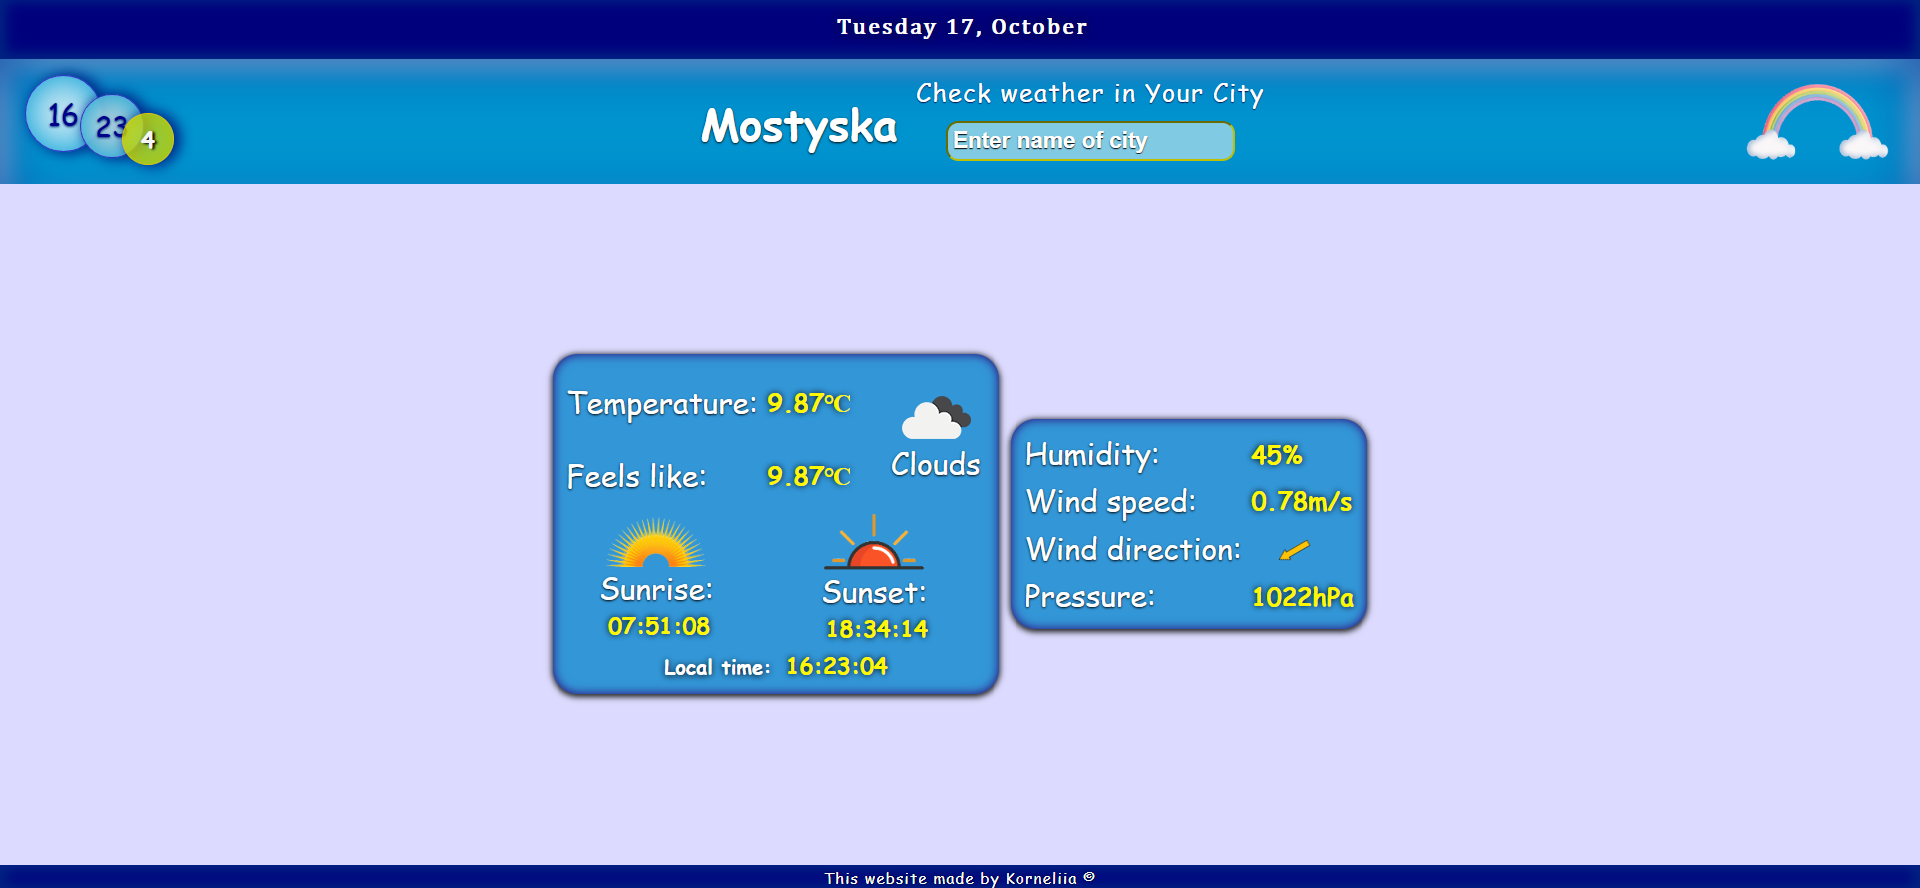 Tuesday 17, October
16
23
4
Mostyska
Check weather in Your City
Enter name of city
Temperature: 9.87°C
Clouds
Feels like: 9.87°C
Sunrise:
07:51:08
Sunset:
18:34:14
Local time: 16:23:04
Humidity: 45%
Wind speed: 0.78m/s
Wind direction:
Pressure: 1022hPa
This website made by Korneliia ©